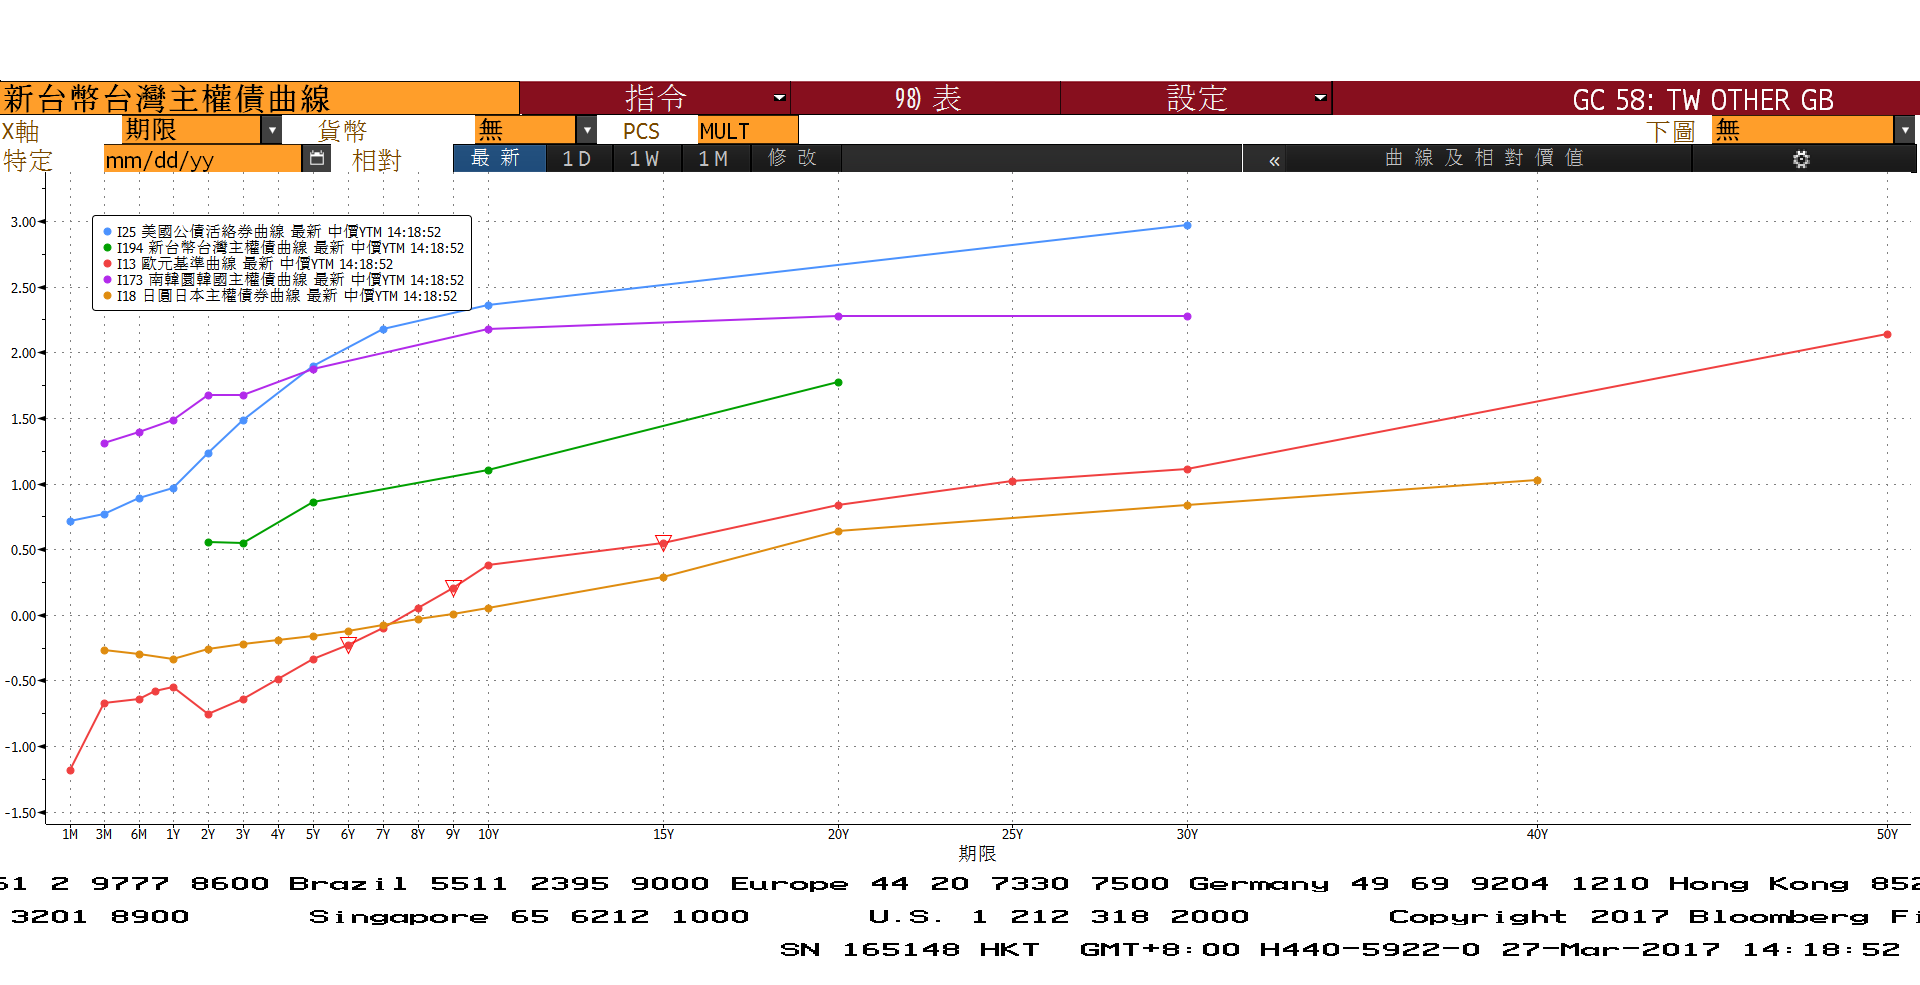 新台幣台灣主權債曲線 指令 98) 表 設定 GC 58: TW OTHER GB
X軸 期限 貨幣 無 PCS MULT 下圖 無
特定 mm/dd/yy 相對 最新 1D 1W 1M 修改 « 曲線及相對價值
3.00
I25 美國公債活絡券曲線 最新 中價YTM 14:18:52
I194 新台幣台灣主權債曲線 最新 中價YTM 14:18:52
I13 歐元基準曲線 最新 中價YTM 14:18:52
I173 南韓圜韓國主權債曲線 最新 中價YTM 14:18:52
I18 日圓日本主權債券曲線 最新 中價YTM 14:18:52
2.50
2.00
1.50
1.00
0.50
0.00
-0.50
-1.00
-1.50
1M 3M 6M 1Y 2Y 3Y 4Y 5Y 6Y 7Y 8Y 9Y 10Y 15Y 20Y 25Y 30Y 40Y 50Y
期限
61 2 9777 8600 Brazil 5511 2395 9000 Europe 44 20 7330 7500 Germany 49 69 9204 1210 Hong Kong 852
3201 8900 Singapore 65 6212 1000 U.S. 1 212 318 2000 Copyright 2017 Bloomberg Fi
SN 165148 HKT GMT+8:00 H440-5922-0 27-Mar-2017 14:18:52